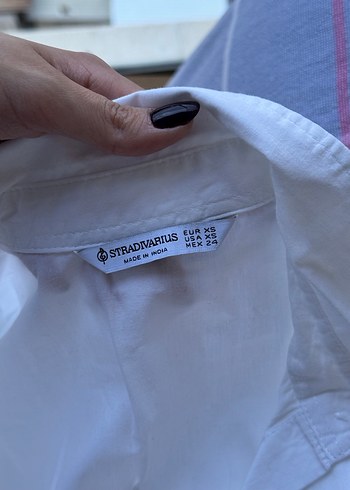 STRADIVARIUS
MADE IN INDIA
EUR XS
USA XS
MEX 24